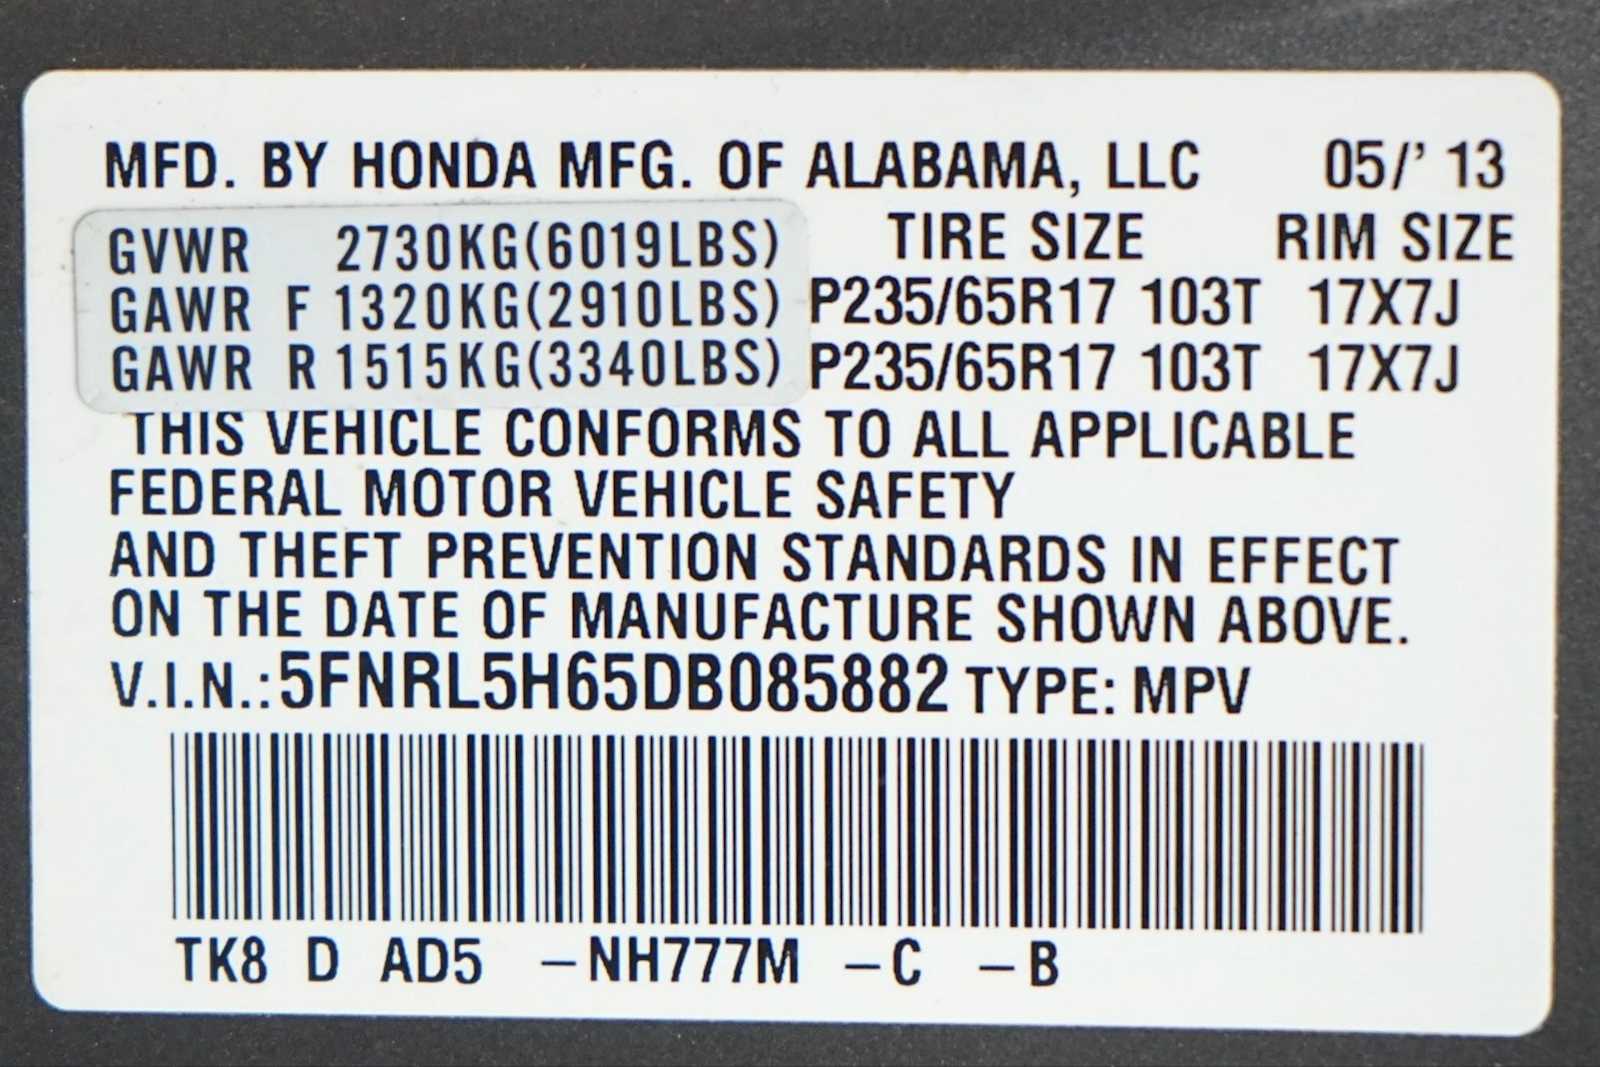 MFD. BY HONDA MFG. OF ALABAMA, LLC 05/' 13
GVWR 2730KG(6019LBS) TIRE SIZE RIM SIZE
GAWR F 1320KG(2910LBS) P235/65R17 103T 17X7J
GAWR R 1515KG(3340LBS) P235/65R17 103T 17X7J
THIS VEHICLE CONFORMS TO ALL APPLICABLE
FEDERAL MOTOR VEHICLE SAFETY
AND THEFT PREVENTION STANDARDS IN EFFECT
ON THE DATE OF MANUFACTURE SHOWN ABOVE.
V.I.N.: 5FNRL5H65DB085882 TYPE: MPV
TK8 D AD5 –NH777M –C –B